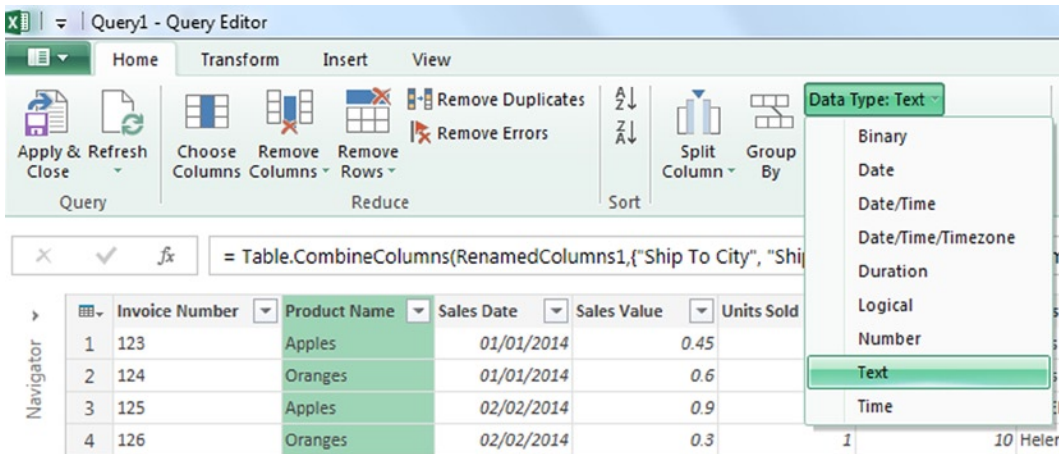 Query1 - Query Editor
Home Transform Insert View
Apply & Close
Refresh
Query
Choose Columns
Remove Columns
Remove Rows
Remove Duplicates
Remove Errors
Reduce
Sort
Split Column
Group By
Data Type: Text
Binary
Date
Date/Time
Date/Time/Timezone
Duration
Logical
Number
Text
Time
fx = Table.CombineColumns(RenamedColumns1,{"Ship To City", "Ship
Navigator
Invoice Number Product Name Sales Date Sales Value Units Sold
1 123 Apples 01/01/2014 0.45
2 124 Oranges 01/01/2014 0.6
3 125 Apples 02/02/2014 0.9
4 126 Oranges 02/02/2014 0.3 1 10 Helen